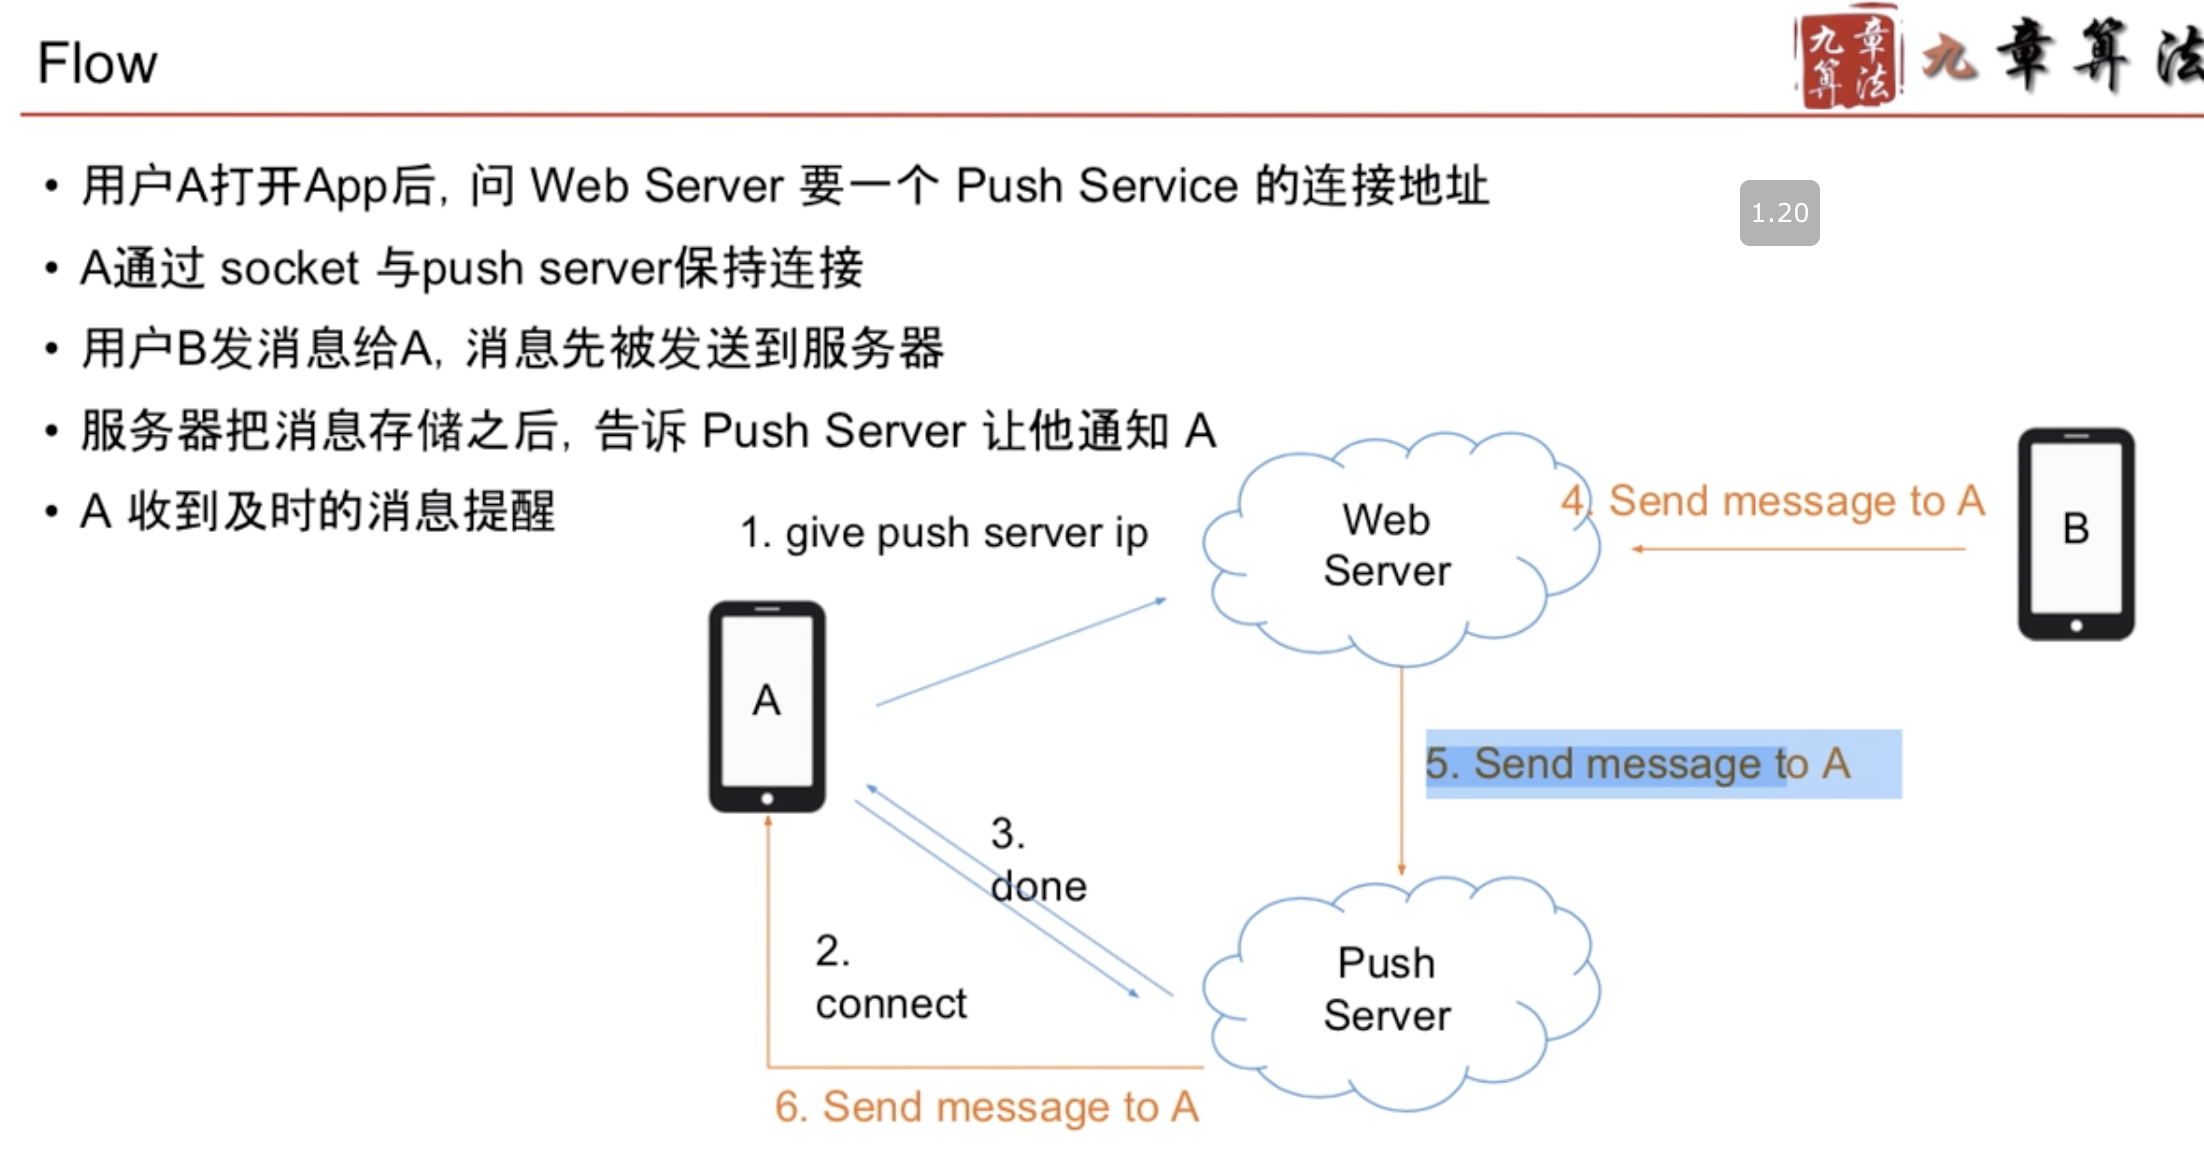 Flow
九章算法
九章算法
• 用户A打开App后, 问 Web Server 要一个 Push Service 的连接地址
1.20
• A通过 socket 与push server保持连接
• 用户B发消息给A, 消息先被发送到服务器
• 服务器把消息存储之后, 告诉 Push Server 让他通知 A
• A 收到及时的消息提醒
1. give push server ip
Web
Server
4. Send message to A
B
A
5. Send message to A
3.
done
2.
connect
Push
Server
6. Send message to A